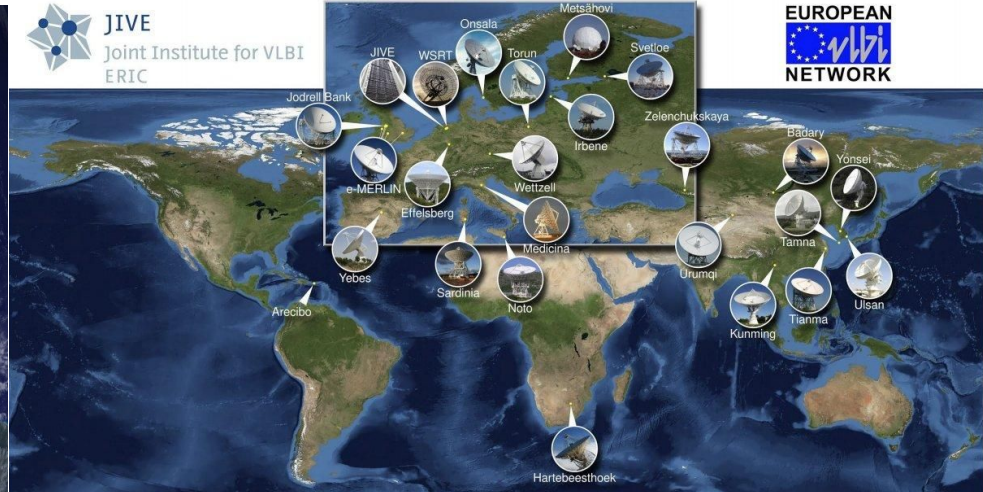 JIVE
Joint Institute for VLBI
ERIC
EUROPEAN
vlbi
NETWORK
Metsähovi
Onsala
JIVE
WSRT
Torun
Svetloe
Jodrell Bank
Zelenchukskaya
Irbene
Badary
Yonsei
e-MERLIN
Wettzell
Effelsberg
Tamna
Medicina
Yebes
Urumqi
Sardinia
Noto
Arecibo
Kunming
Tianma
Ulsan
Hartebeesthoek